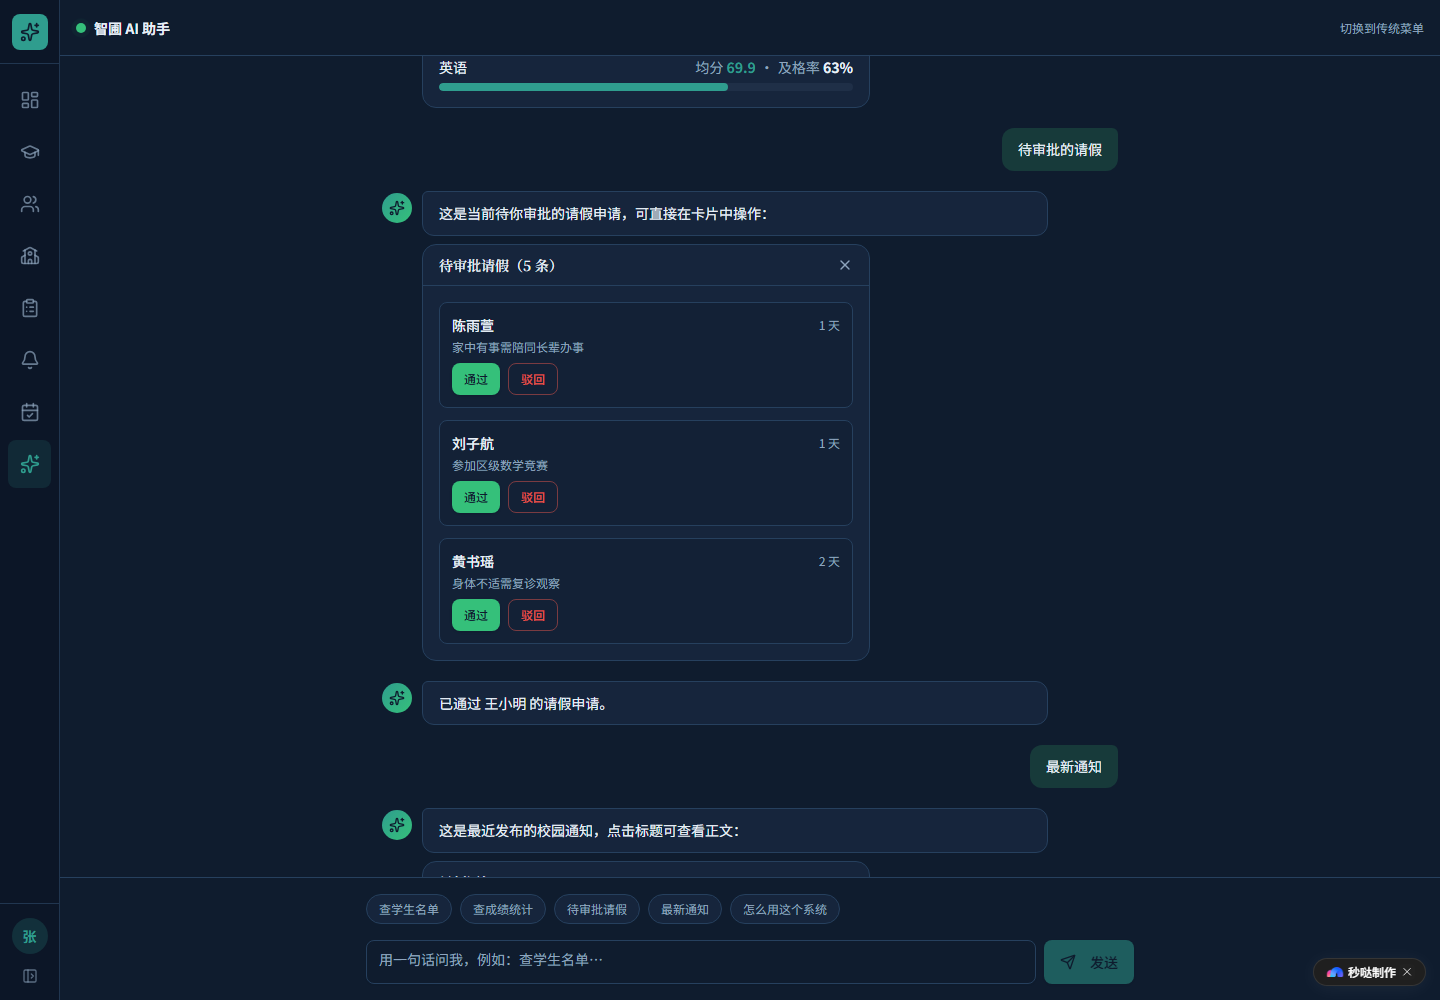 智圃 AI 助手
切换到传统菜单
英语
均分 69.9 · 及格率 63%
待审批的请假
这是当前待你审批的请假申请，可直接在卡片中操作：
待审批请假（5 条）
陈雨萱
1 天
家中有事需陪同长辈办事
通过
驳回
刘子航
1 天
参加区级数学竞赛
通过
驳回
黄书瑶
2 天
身体不适需复诊观察
通过
驳回
已通过 王小明 的请假申请。
最新通知
这是最近发布的校园通知，点击标题可查看正文：
查学生名单
查成绩统计
待审批请假
最新通知
怎么用这个系统
用一句话问我，例如：查学生名单…
发送
张
秒哒制作